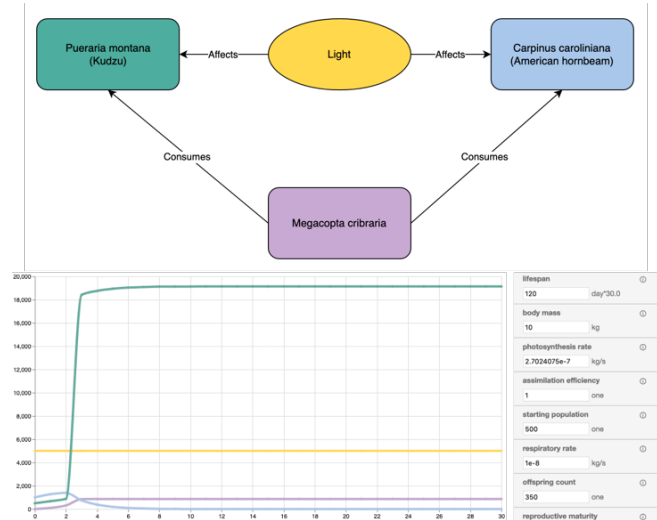 Pueraria montana
(Kudzu)
Affects
Light
Affects
Carpinus caroliniana
(American hornbeam)
Consumes
Consumes
Megacopta cribraria
20,000
18,000
16,000
14,000
12,000
10,000
8,000
6,000
4,000
2,000
0
0 2 4 6 8 10 12 14 16 18 20 22 24 26 28 30
lifespan
120 day*30.0
body mass
10 kg
photosynthesis rate
2.7024075e-7 kg/s
assimilation efficiency
1 one
starting population
500 one
respiratory rate
1e-8 kg/s
offspring count
350 one
reproductive maturity